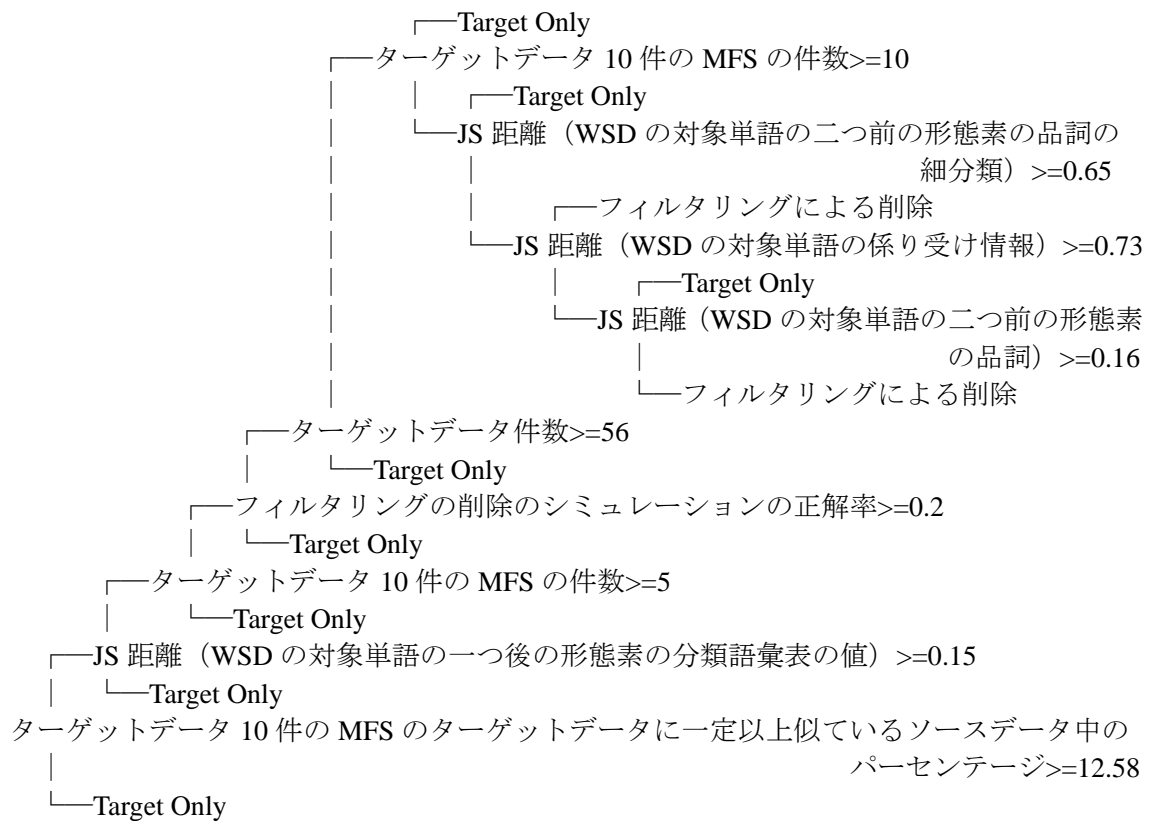 Target Only
ターゲットデータ 10 件の MFS の件数>=10
Target Only
JS 距離（WSD の対象単語の二つ前の形態素の品詞の
細分類）>=0.65
フィルタリングによる削除
JS 距離（WSD の対象単語の係り受け情報）>=0.73
Target Only
JS 距離（WSD の対象単語の二つ前の形態素
の品詞）>=0.16
フィルタリングによる削除
ターゲットデータ件数>=56
Target Only
フィルタリングの削除のシミュレーションの正解率>=0.2
Target Only
ターゲットデータ 10 件の MFS の件数>=5
Target Only
JS 距離（WSD の対象単語の一つ後の形態素の分類語彙表の値）>=0.15
Target Only
ターゲットデータ 10 件の MFS のターゲットデータに一定以上似ているソースデータ中の
パーセンテージ>=12.58
Target Only